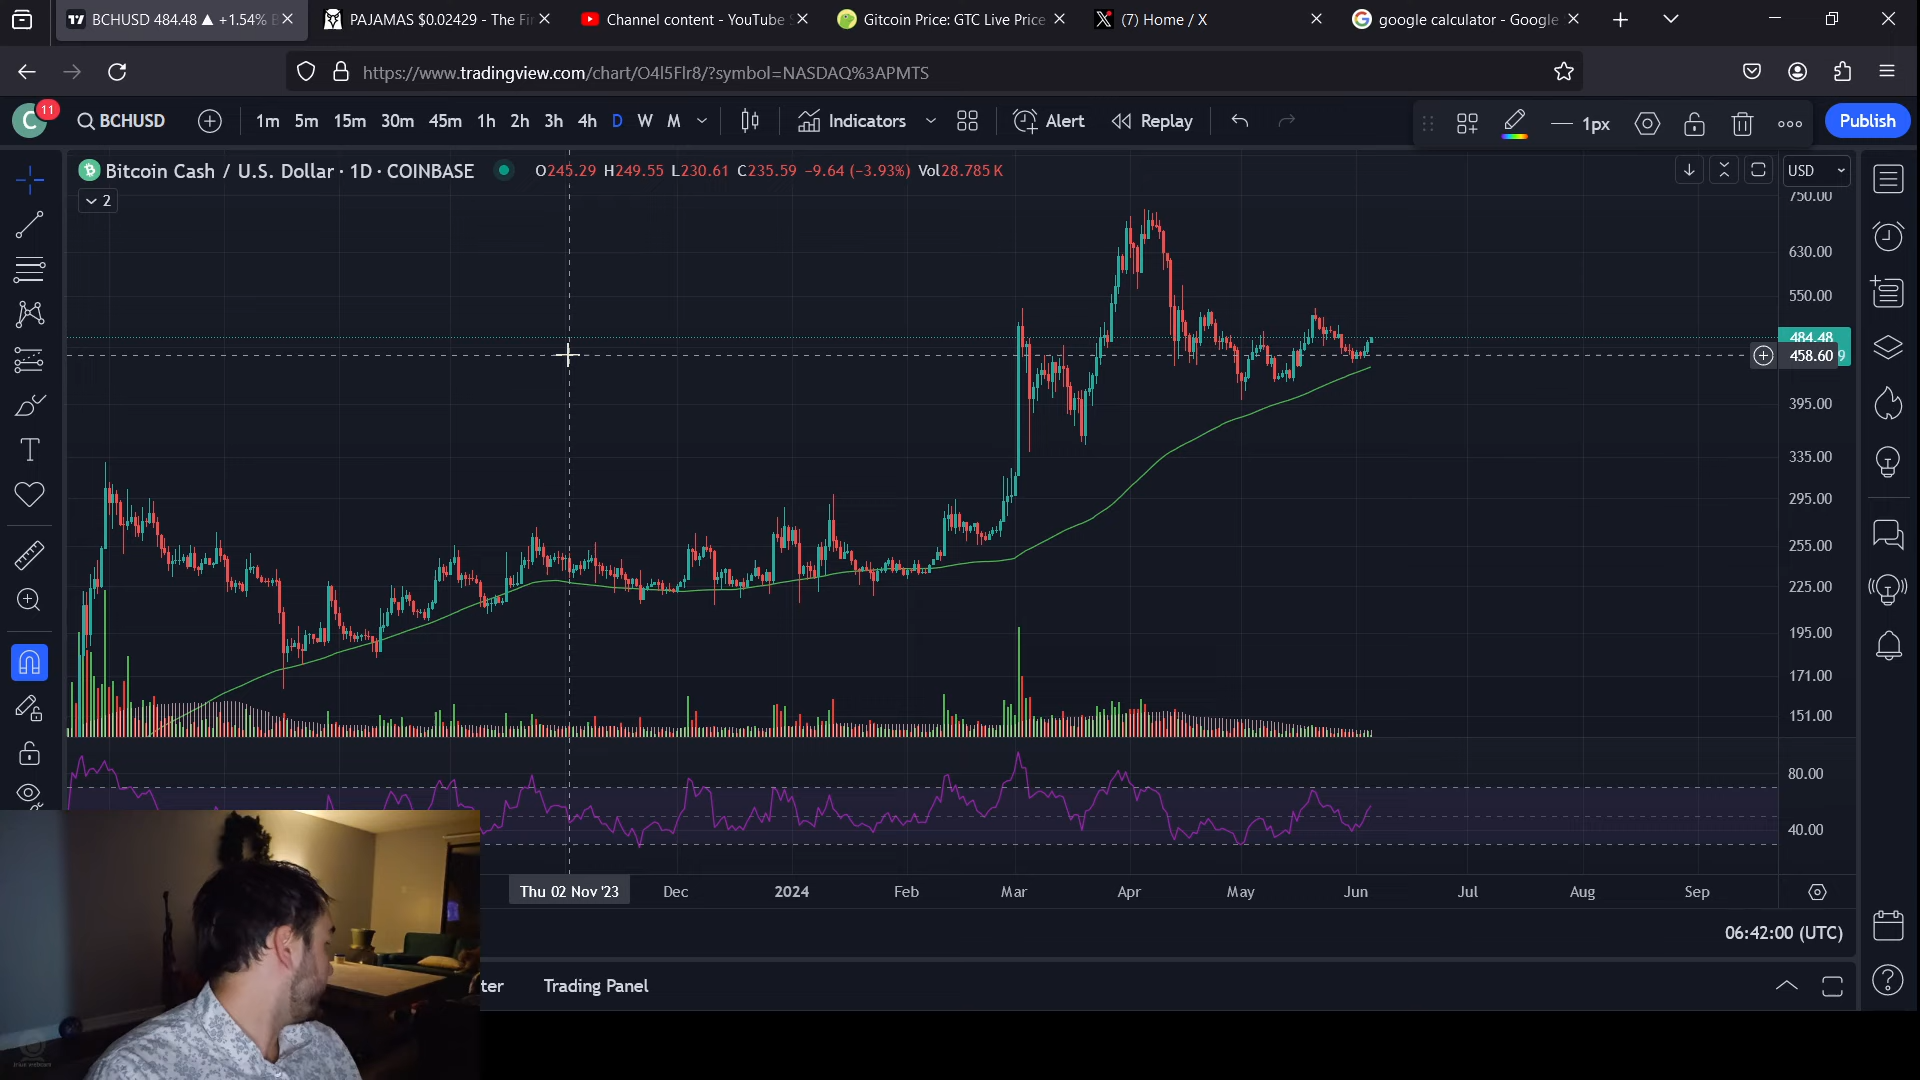 BCHUSD 484.48 ▲ +1.54%
PAJAMAS $0.02429 - The Fi
Channel content - YouTube
Gitcoin Price: GTC Live Price
(7) Home / X
google calculator - Google
https://www.tradingview.com/chart/O4l5Flr8/?symbol=NASDAQ%3APMTS
C 11 BCHUSD 1m 5m 15m 30m 45m 1h 2h 3h 4h D W M Indicators Alert Replay 1px Publish
Bitcoin Cash / U.S. Dollar · 1D · COINBASE O245.29 H249.55 L230.61 C235.59 −9.64 (−3.93%) Vol28.785 K USD
2
750.00
630.00
550.00
484.48
458.60
395.00
335.00
295.00
255.00
225.00
195.00
171.00
151.00
80.00
40.00
Thu 02 Nov '23 Dec 2024 Feb Mar Apr May Jun Jul Aug Sep
06:42:00 (UTC)
ter Trading Panel